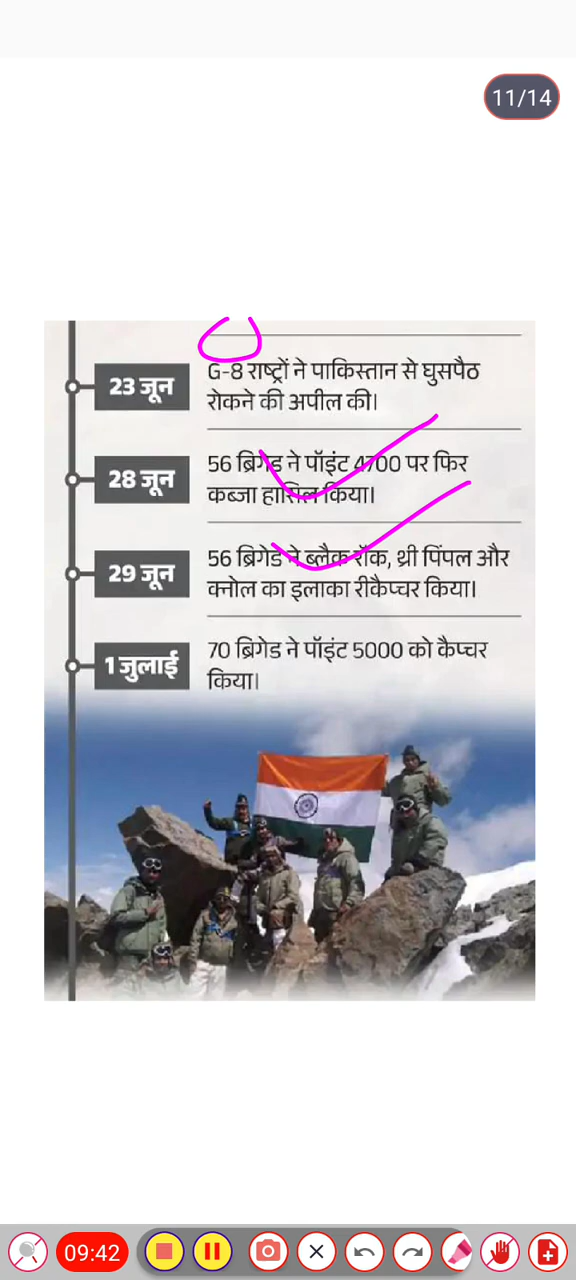 11/14
23 जून
G-8 राष्ट्रों ने पाकिस्तान से घुसपैठ
रोकने की अपील की।
28 जून
56 ब्रिगेड ने पॉइंट 4700 पर फिर
कब्जा हासिल किया।
29 जून
56 ब्रिगेड ने ब्लैक रॉक, थ्री पिंपल और
क्नोल का इलाका रीकैप्चर किया।
1 जुलाई
70 ब्रिगेड ने पॉइंट 5000 को कैप्चर
किया।
09:42